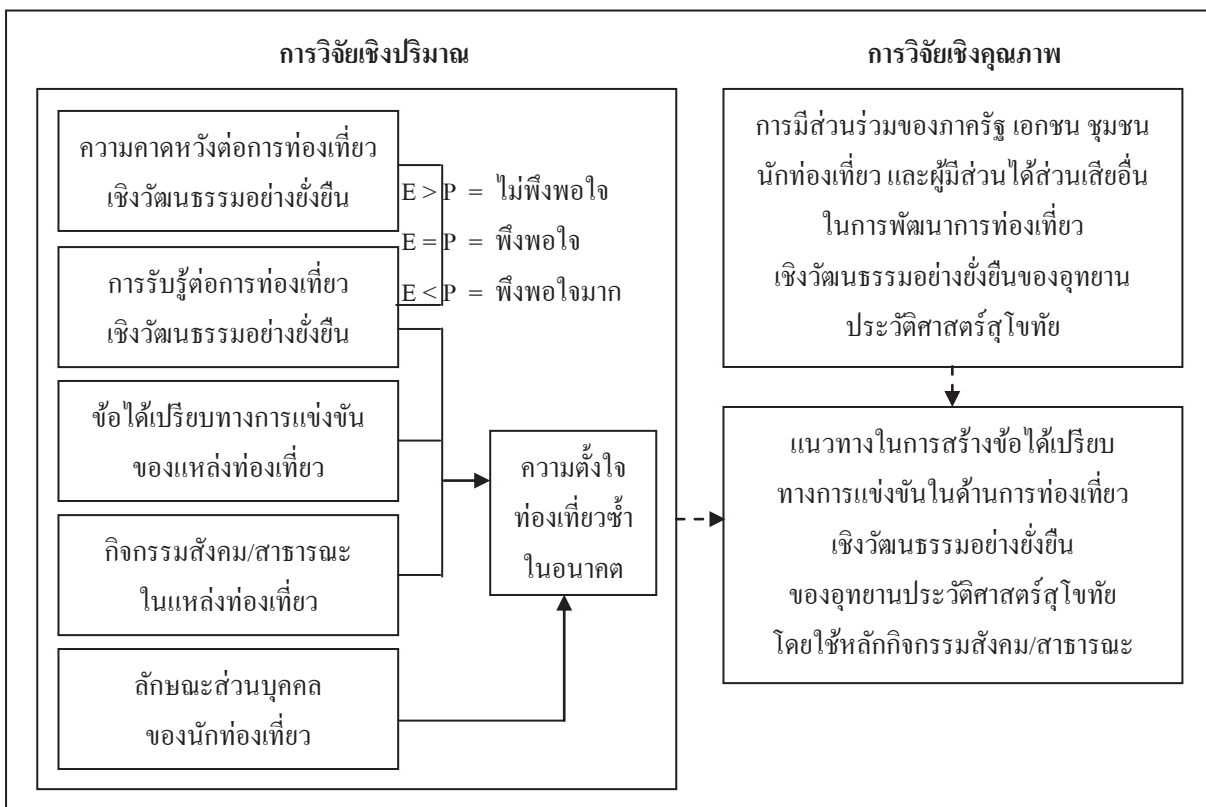 การวิจัยเชิงปริมาณ
ความคาดหวังต่อการท่องเที่ยว
เชิงวัฒนธรรมอย่างยั่งยืน
E > P = ไม่พึงพอใจ
E = P = พึงพอใจ
E < P = พึงพอใจมาก
การรับรู้ต่อการท่องเที่ยว
เชิงวัฒนธรรมอย่างยั่งยืน
ข้อได้เปรียบทางการแข่งขัน
ของแหล่งท่องเที่ยว
กิจกรรมสังคม/สาธารณะ
ในแหล่งท่องเที่ยว
ลักษณะส่วนบุคคล
ของนักท่องเที่ยว
ความตั้งใจ
ท่องเที่ยวซ้ำ
ในอนาคต
การวิจัยเชิงคุณภาพ
การมีส่วนร่วมของภาครัฐ เอกชน ชุมชน
นักท่องเที่ยว และผู้มีส่วนได้ส่วนเสียอื่น
ในการพัฒนาการท่องเที่ยว
เชิงวัฒนธรรมอย่างยั่งยืนของอุทยาน
ประวัติศาสตร์สุโขทัย
แนวทางในการสร้างข้อได้เปรียบ
ทางการแข่งขันในด้านการท่องเที่ยว
เชิงวัฒนธรรมอย่างยั่งยืน
ของอุทยานประวัติศาสตร์สุโขทัย
โดยใช้หลักกิจกรรมสังคม/สาธารณะ